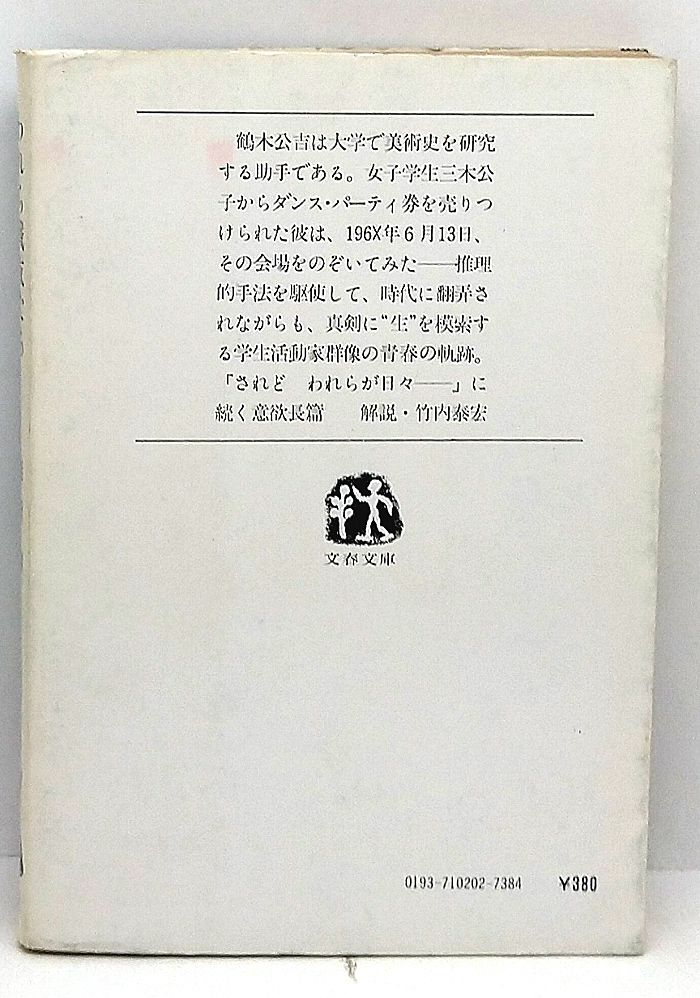 鶴木公吉は大学で美術史を研究
する助手である。女子学生三木公
子からダンス・パーティ券を売りつ
けられた彼は、196X年6月13日、
その会場をのぞいてみた——推理
的手法を駆使して、時代に翻弄さ
れながらも、真剣に“生”を模索す
る学生活動家群像の青春の軌跡。
「されど　われらが日々——」に
続く意欲長篇　解説・竹内泰宏
文春文庫
0193-710202-7384　¥380